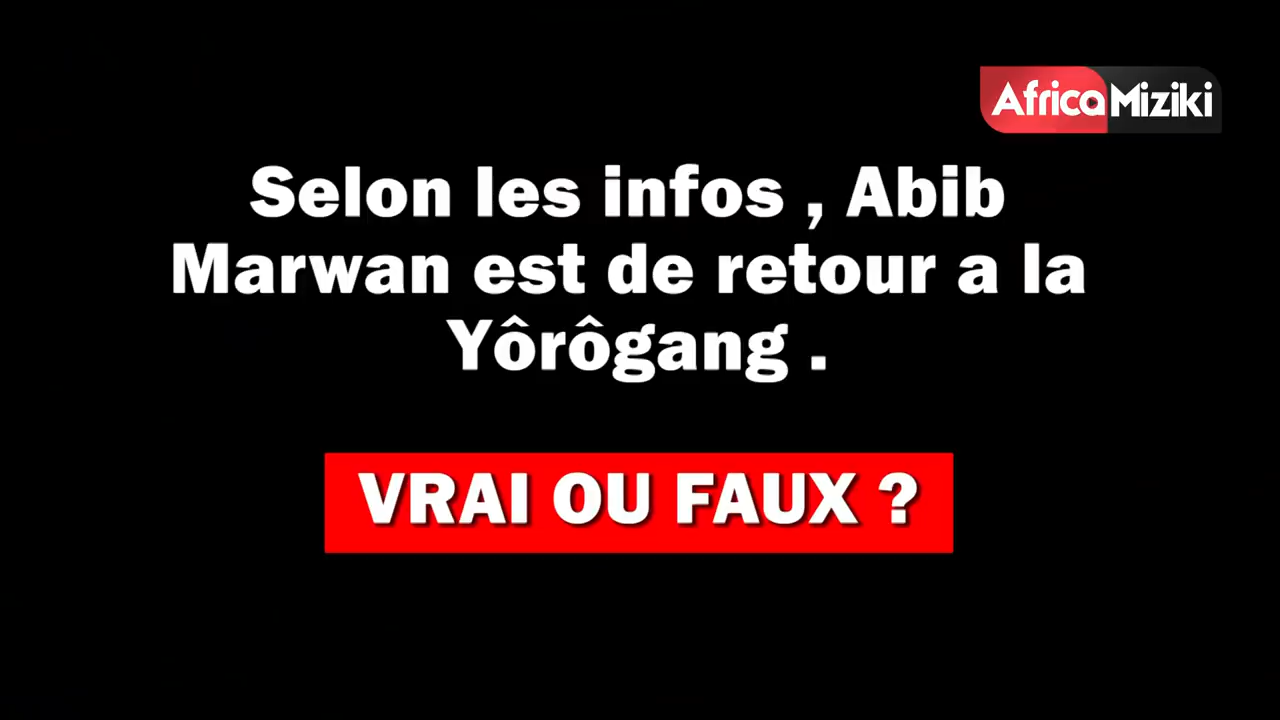 AfricaMiziki
Selon les infos , Abib
Marwan est de retour a la
Yôrôgang .
VRAI OU FAUX ?